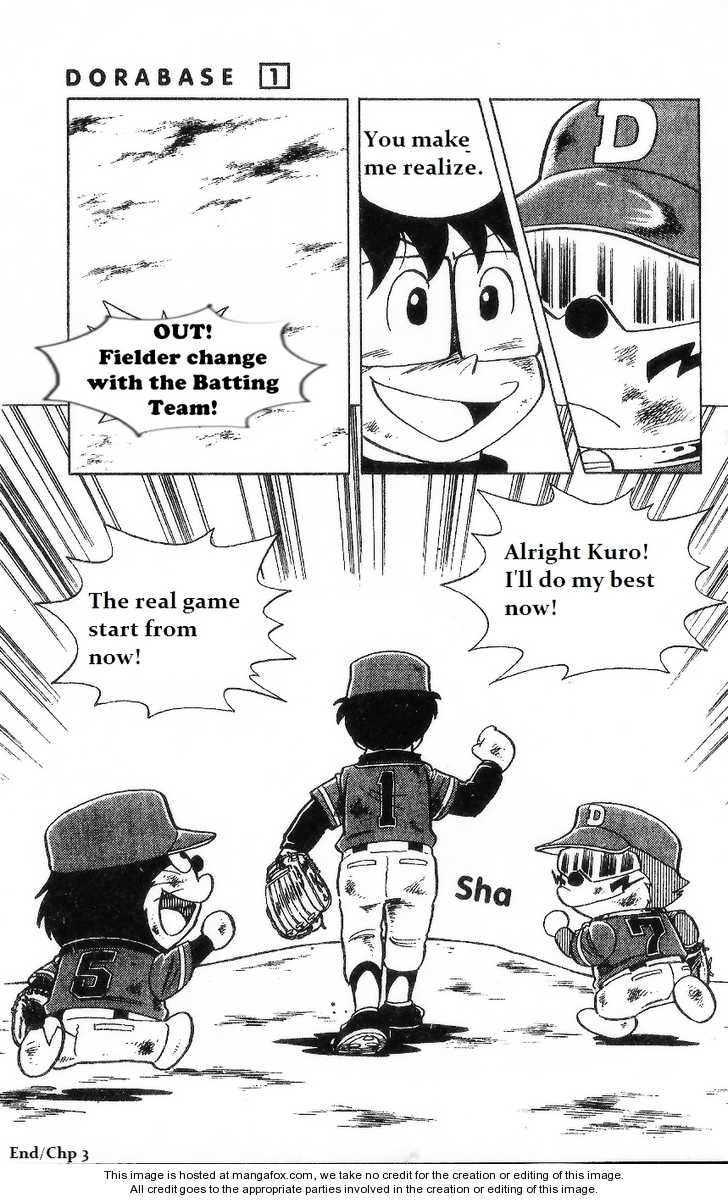 DORABASE 1
D
You make
me realize.
OUT!
Fielder change
with the Batting
Team!
Alright Kuro!
I'll do my best
now!
The real game
start from
now!
1
D
Sha
5
7
End/Chp 3
This image is hosted at mangafox.com, we take no credit for the creation or editing of this image.
All credit goes to the appropriate parties involved in the creation or editing of this image.